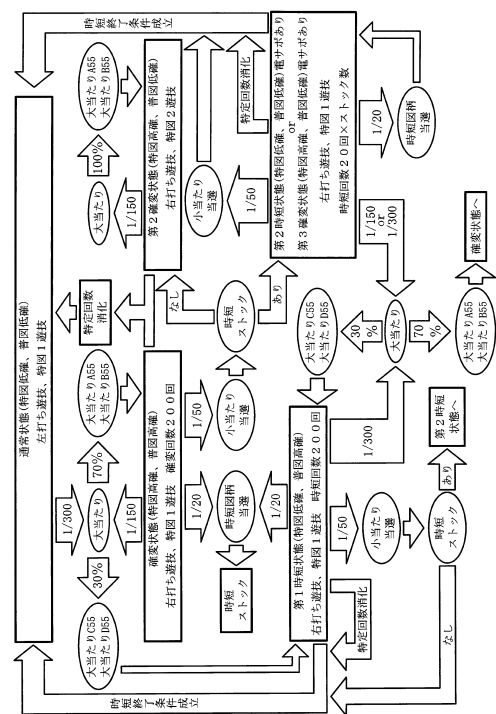 通常状態(特図低確、普図低確)
左打ち遊技、特図1遊技
時短終了条件成立
時短終了条件成立
1/300
大当たりC55
大当たりD55
30%
大当たり
70%
大当たりA55
大当たりB55
1/150
特定回数
消化
大当たり
100%
大当たりA55
大当たりB55
1/150
確変状態(特図高確、普図高確)
右打ち遊技、特図1遊技 確変回数200回
第2確変状態(特図高確、普図低確)
右打ち遊技、特図2遊技
1/20
時短図柄
当選
時短
ストック
1/20
1/50
小当たり
当選
時短
ストック
なし
あり
小当たり
当選
1/50
特定回数消化
第1時短状態(特図低確、普図高確)
右打ち遊技、特図1遊技 時短回数200回
第2時短状態(特図低確、普図低確)電サポあり
or
第3確変状態(特図高確、普図低確)電サポあり
右打ち遊技、特図1遊技
時短回数20回×ストック数
1/20
時短図柄
当選
特定回数消化
1/50
小当たり
当選
時短
ストック
なし
あり
第2時短
状態へ
1/300
大当たりC55
大当たりD55
30
%
大当たり
70
%
大当たりA55
大当たりB55
確変状態へ
1/150
or
1/300